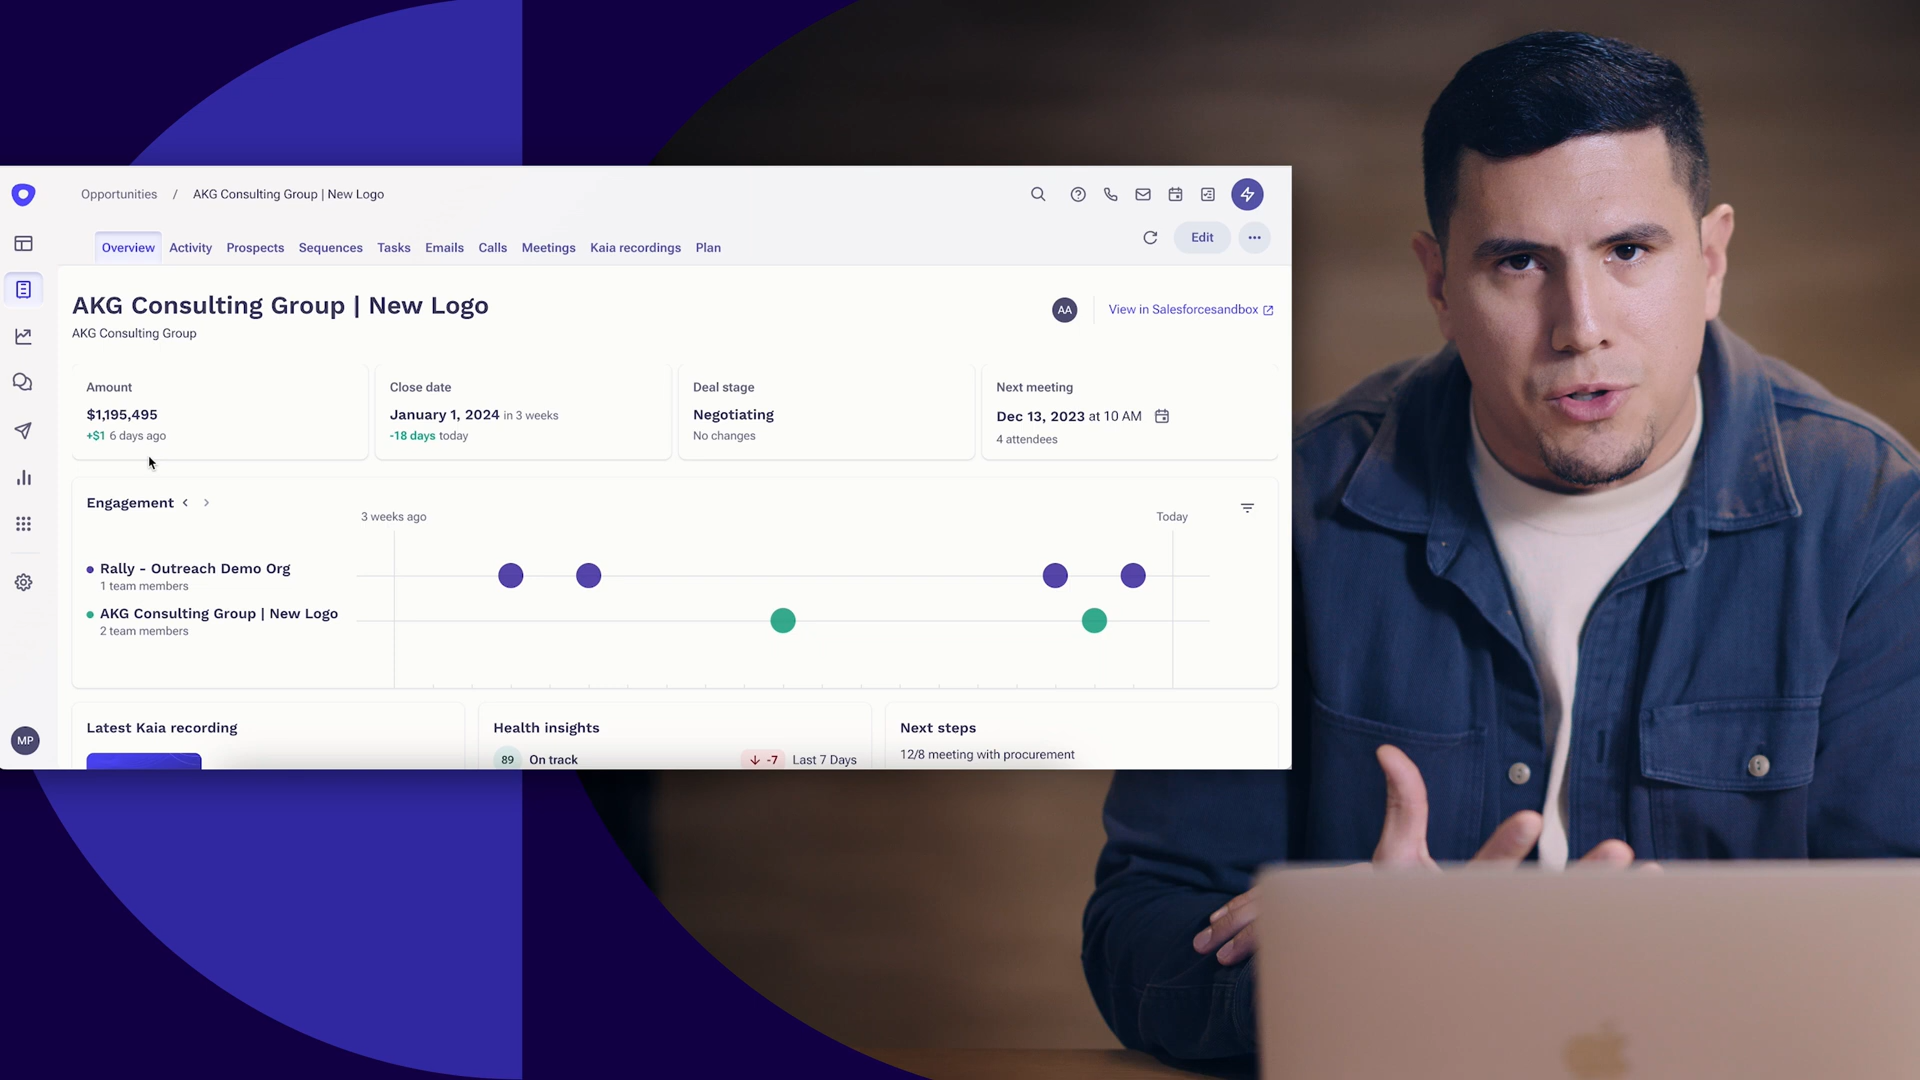 Opportunities / AKG Consulting Group | New Logo
Overview Activity Prospects Sequences Tasks Emails Calls Meetings Kaia recordings Plan
Edit
AKG Consulting Group | New Logo
AKG Consulting Group
AA
View in Salesforcesandbox
Amount
$1,195,495
+$1 6 days ago
Close date
January 1, 2024 in 3 weeks
-18 days today
Deal stage
Negotiating
No changes
Next meeting
Dec 13, 2023 at 10 AM
4 attendees
Engagement
3 weeks ago
Today
Rally - Outreach Demo Org
1 team members
AKG Consulting Group | New Logo
2 team members
Latest Kaia recording
Health insights
89 On track
-7 Last 7 Days
Next steps
12/8 meeting with procurement
MP